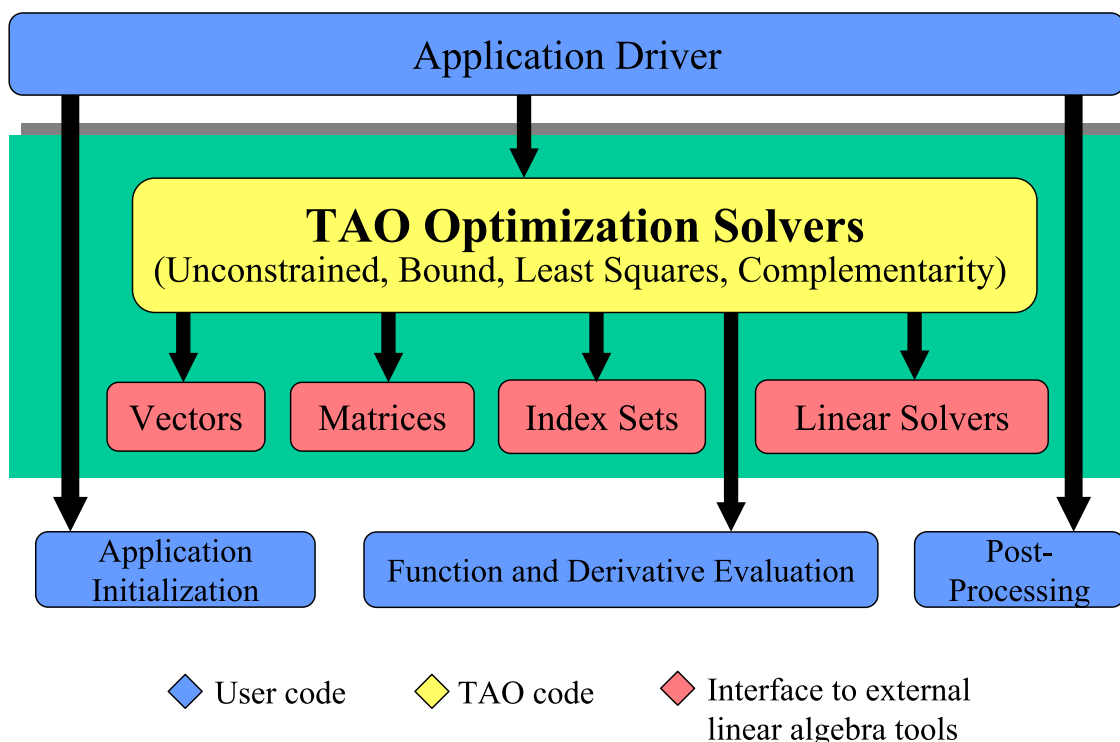 Application Driver
TAO Optimization Solvers
(Unconstrained, Bound, Least Squares, Complementarity)
Vectors
Matrices
Index Sets
Linear Solvers
Application
Initialization
Function and Derivative Evaluation
Post-
Processing
User code
TAO code
Interface to external
linear algebra tools